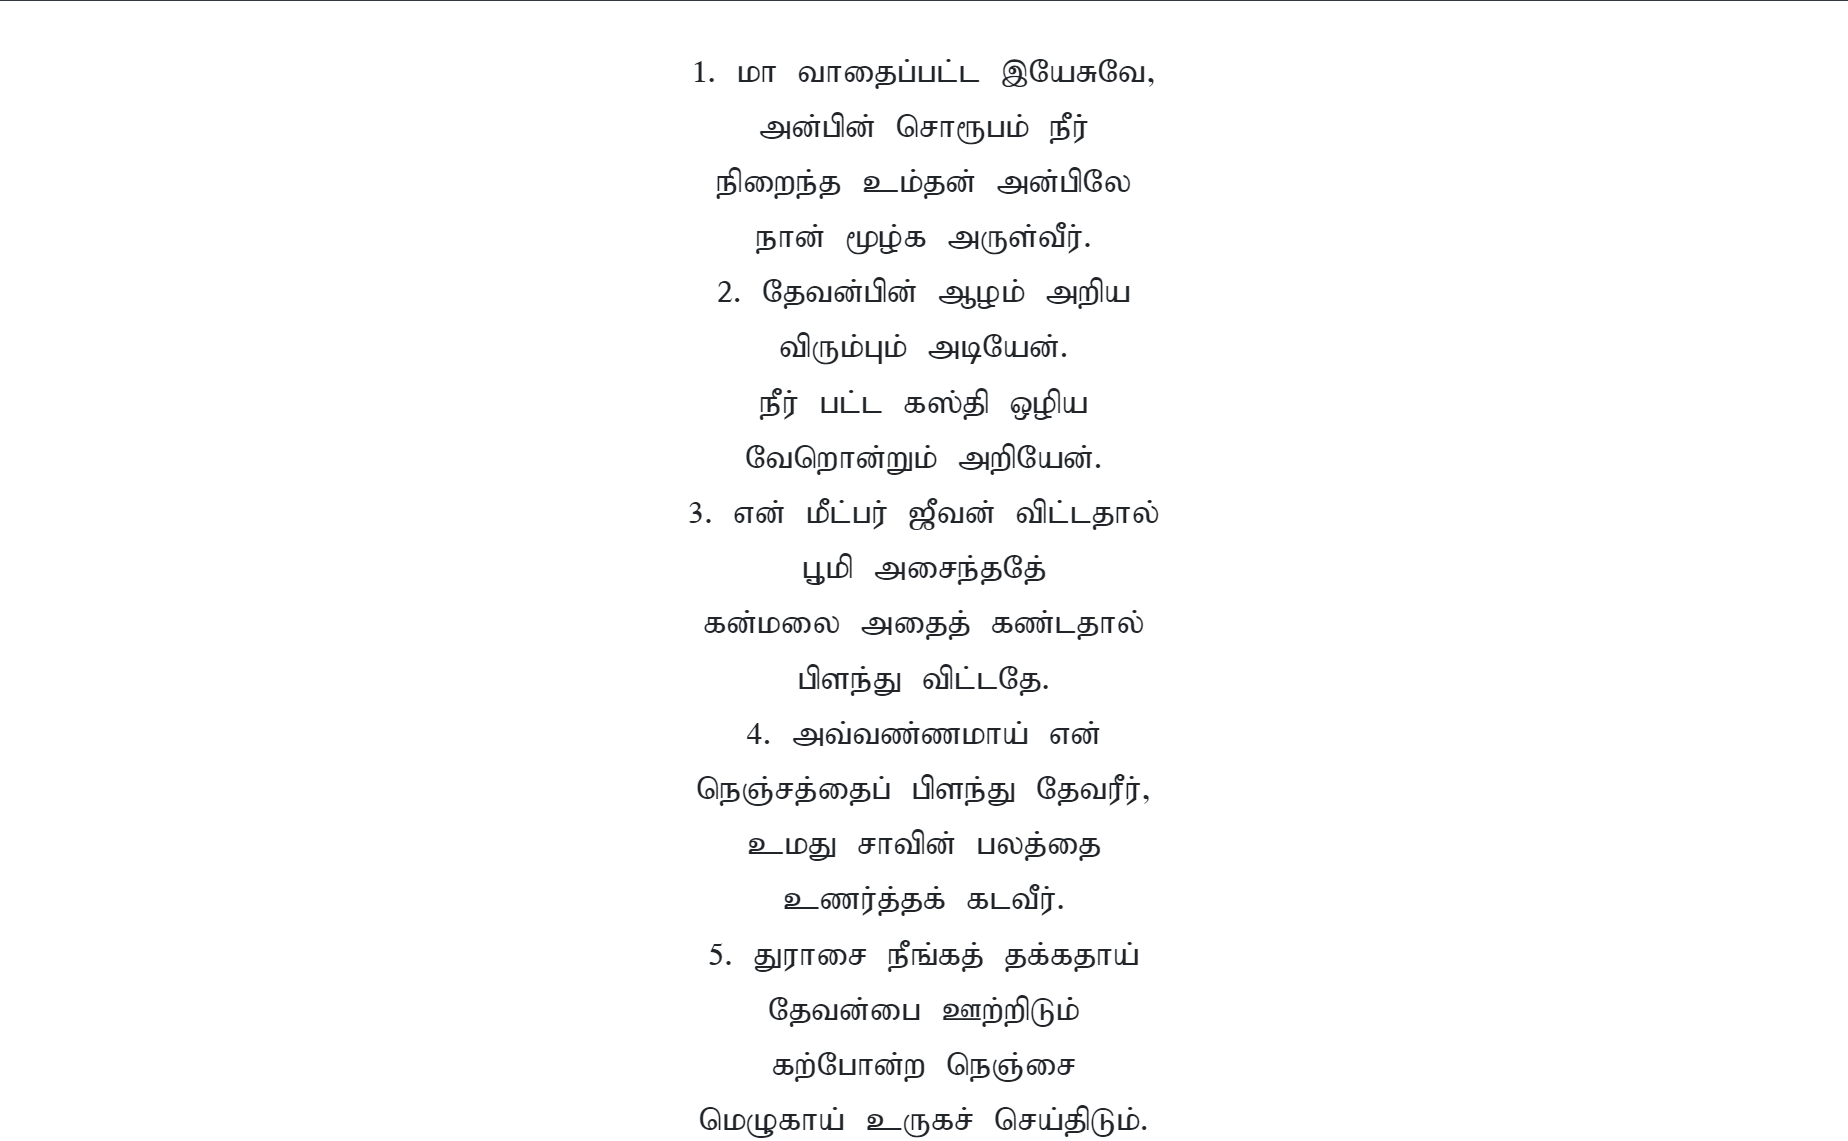 1. மா வாதைப்பட்ட இயேசுவே,
அன்பின் சொரூபம் நீர்
நிறைந்த உம்தன் அன்பிலே
நான் மூழ்க அருள்வீர்.
2. தேவன்பின் ஆழம் அறிய
விரும்பும் அடியேன்.
நீர் பட்ட கஸ்தி ஒழிய
வேறொன்றும் அறியேன்.
3. என் மீட்பர் ஜீவன் விட்டதால்
பூமி அசைந்ததே்
கன்மலை அதைத் கண்டதால்
பிளந்து விட்டதே.
4. அவ்வண்ணமாய் என்
நெஞ்சத்தைப் பிளந்து தேவரீர்,
உமது சாவின் பலத்தை
உணர்த்தக் கடவீர்.
5. துராசை நீங்கத் தக்கதாய்
தேவன்பை ஊற்றிடும்
கற்போன்ற நெஞ்சை
மெழுகாய் உருகச் செய்திடும்.